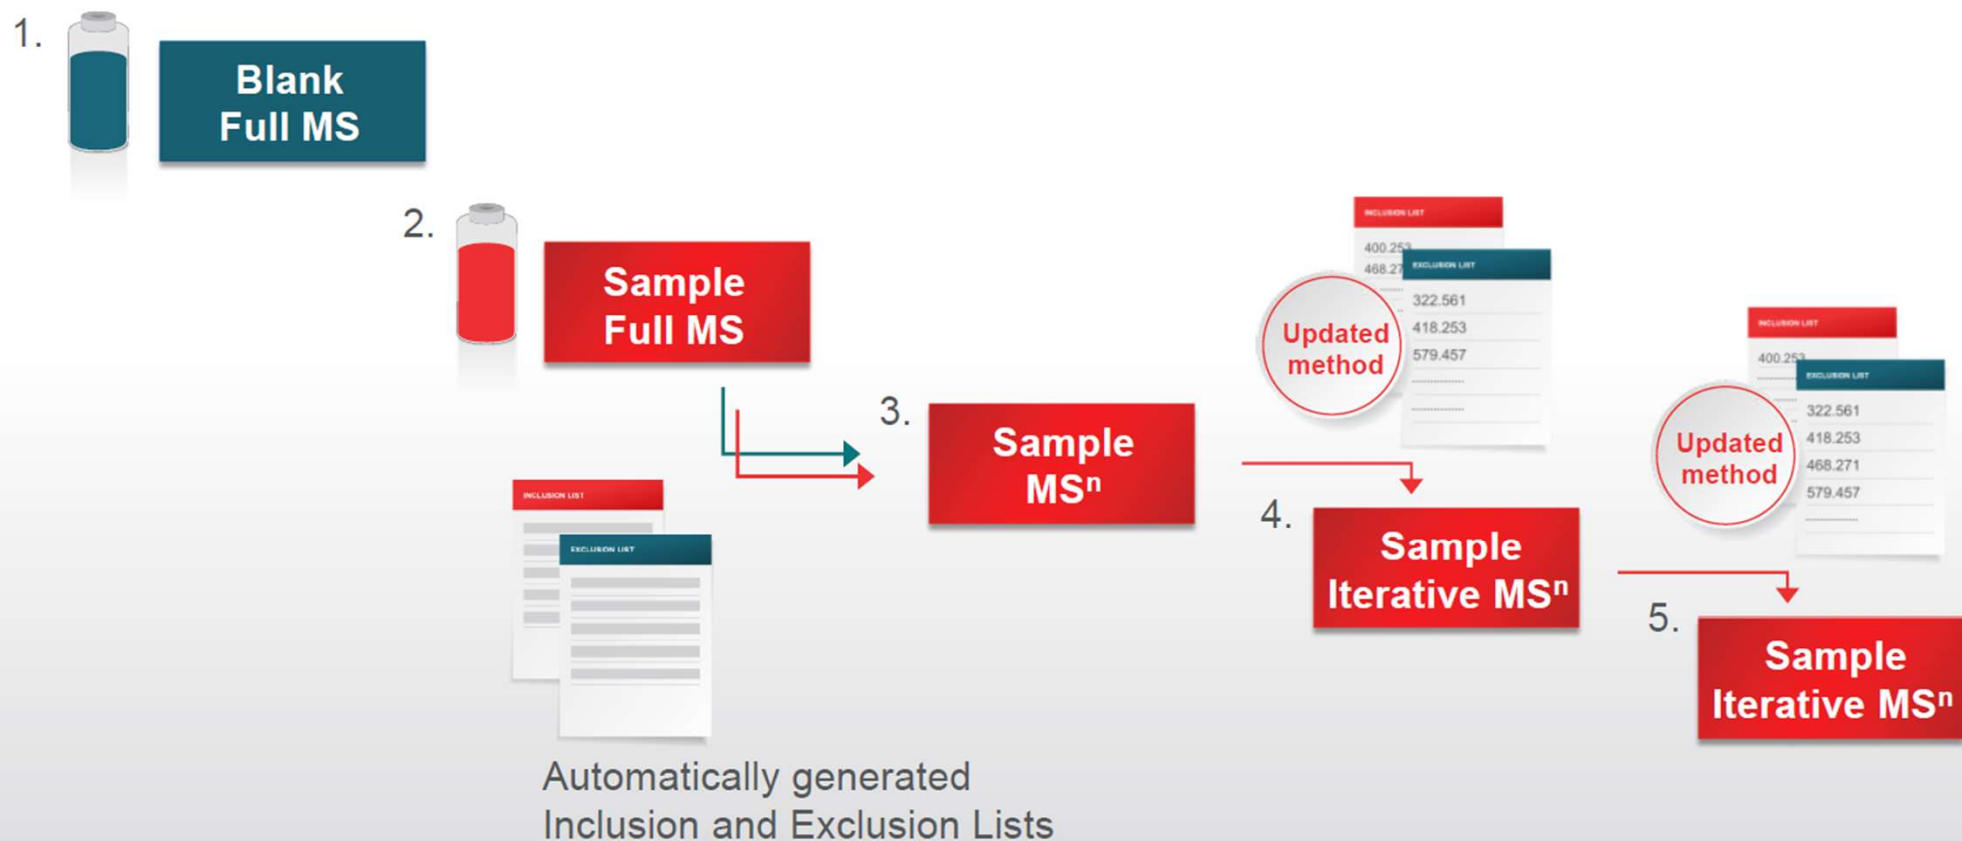 1.
Blank
Full MS
2.
Sample
Full MS
INCLUSION LIST
EXCLUSION LIST
Automatically generated
Inclusion and Exclusion Lists
3.
Sample
MSⁿ
INCLUSION LIST
400.253
468.27
EXCLUSION LIST
322.561
418.253
579.457
Updated
method
4.
Sample
Iterative MSⁿ
INCLUSION LIST
400.253
EXCLUSION LIST
322.561
418.253
468.271
579.457
Updated
method
5.
Sample
Iterative MSⁿ